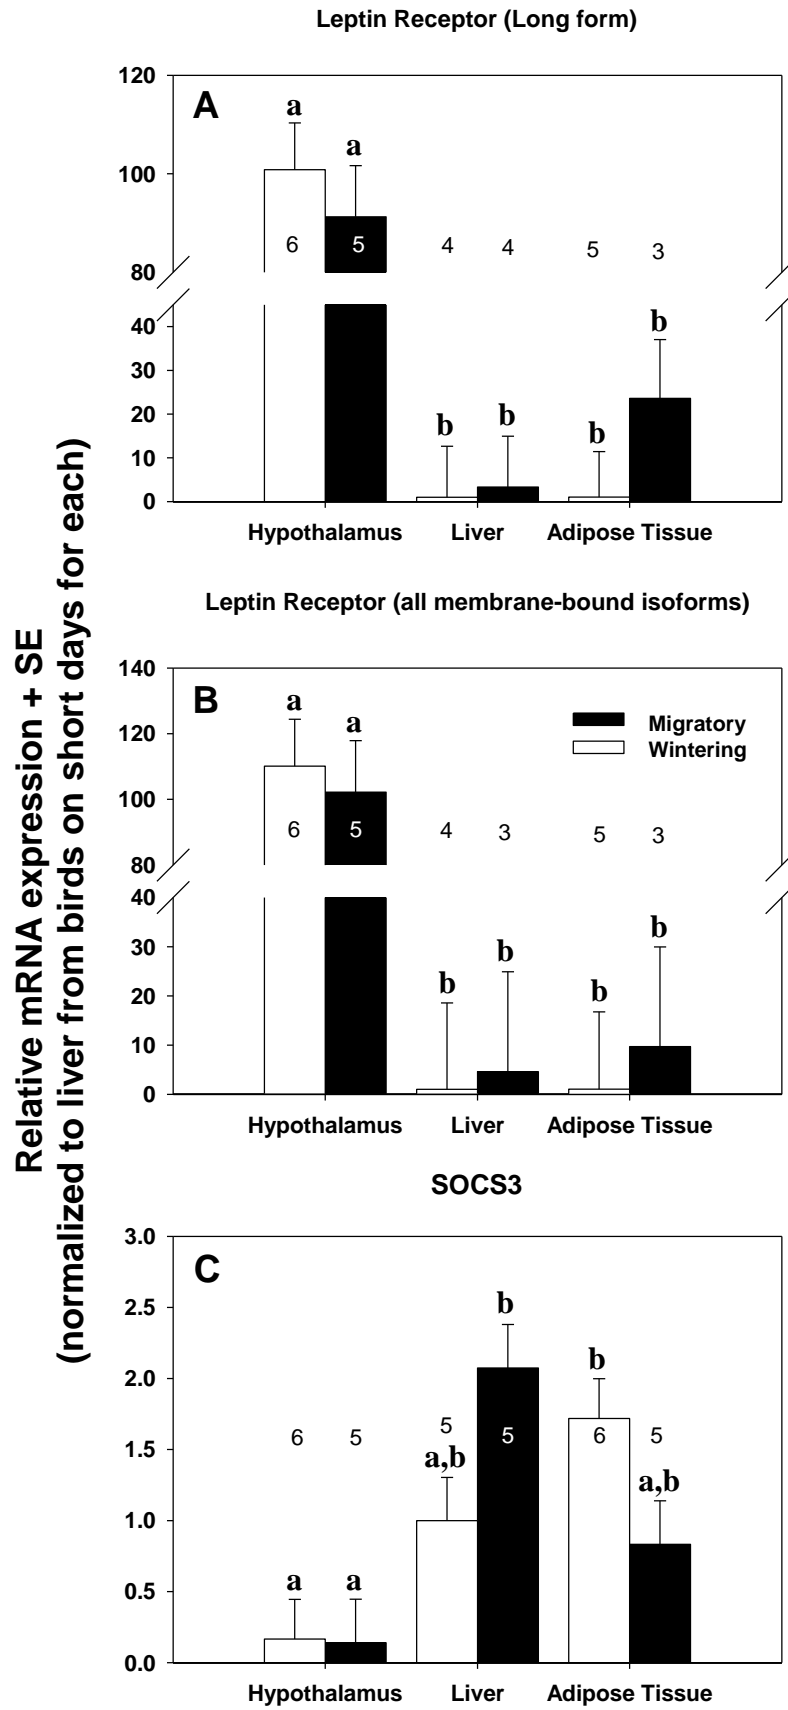 Leptin Receptor (Long form)
A
120
100
80
40
30
20
10
0
a
a
b
b
b
b
6
5
4
4
5
3
Hypothalamus
Liver
Adipose Tissue
Relative mRNA expression + SE
(normalized to liver from birds on short days for each)
Leptin Receptor (all membrane-bound isoforms)
B
140
120
100
80
40
30
20
10
0
Migratory
Wintering
a
a
b
b
b
b
6
5
4
3
5
3
Hypothalamus
Liver
Adipose Tissue
SOCS3
C
3.0
2.5
2.0
1.5
1.0
0.5
0.0
a
a
a,b
b
b
a,b
6
5
5
5
6
5
Hypothalamus
Liver
Adipose Tissue